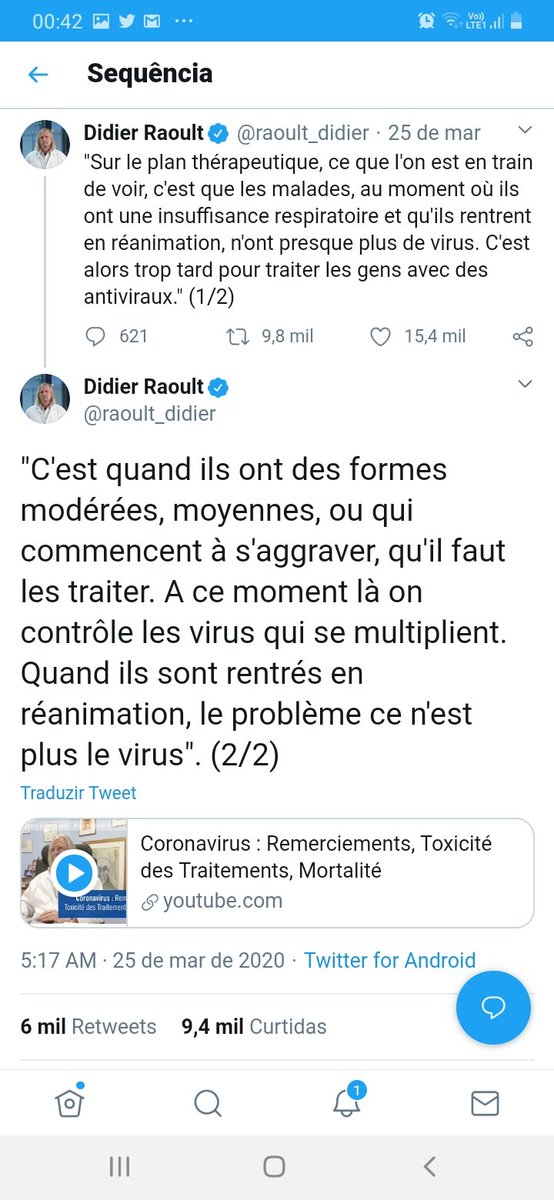 00:42
Vo))
LTE1
Sequência
Didier Raoult @raoult_didier · 25 de mar
"Sur le plan thérapeutique, ce que l'on est en train
de voir, c'est que les malades, au moment où ils
ont une insuffisance respiratoire et qu'ils rentrent
en réanimation, n'ont presque plus de virus. C'est
alors trop tard pour traiter les gens avec des
antiviraux." (1/2)
621 9,8 mil 15,4 mil
Didier Raoult
@raoult_didier
"C'est quand ils ont des formes
modérées, moyennes, ou qui
commencent à s'aggraver, qu'il faut
les traiter. A ce moment là on
contrôle les virus qui se multiplient.
Quand ils sont rentrés en
réanimation, le problème ce n'est
plus le virus". (2/2)
Traduzir Tweet
Coronavirus : Rem
Toxicité des Traitement
Coronavirus : Remerciements, Toxicité
des Traitements, Mortalité
youtube.com
5:17 AM · 25 de mar de 2020 · Twitter for Android
6 mil Retweets 9,4 mil Curtidas
1